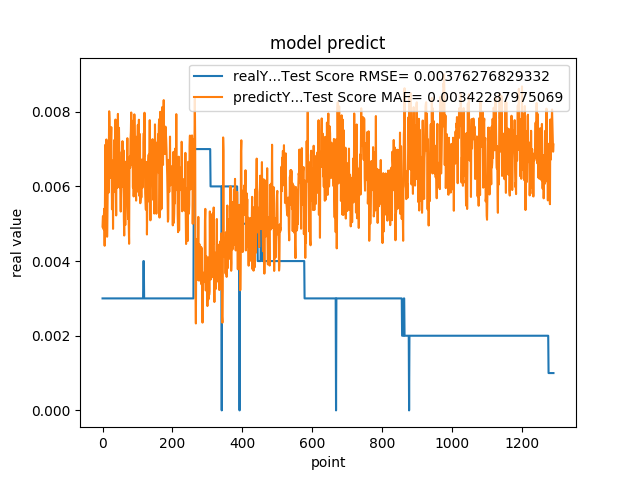 model predict
realY...Test Score RMSE= 0.00376276829332
predictY...Test Score MAE= 0.00342287975069
0.008
0.006
0.004
0.002
0.000
real value
0 200 400 600 800 1000 1200
point